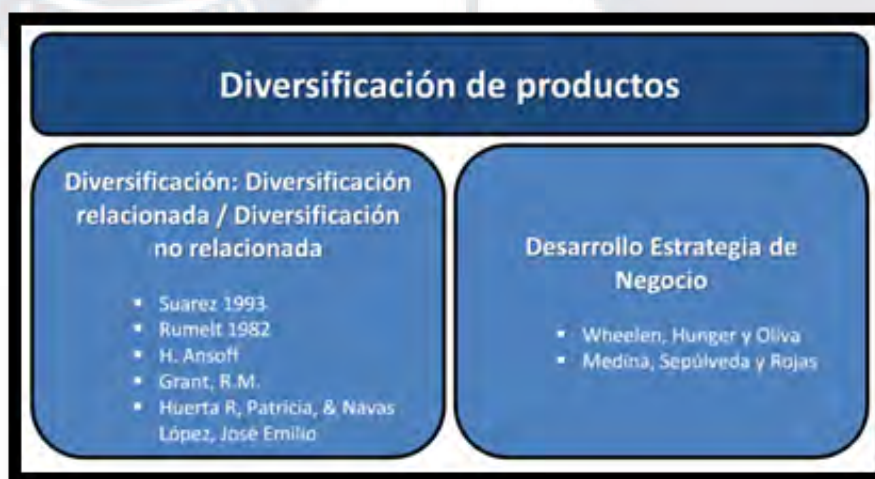 Diversificación de productos
Diversificación: Diversificación
relacionada / Diversificación
no relacionada
▪ Suarez 1993
▪ Rumelt 1982
▪ H. Ansoff
▪ Grant, R.M.
▪ Huerta R, Patricia, & Navas
López, José Emilio
Desarrollo Estrategia de
Negocio
▪ Wheelen, Hunger y Oliva
▪ Medina, Sepúlveda y Rojas